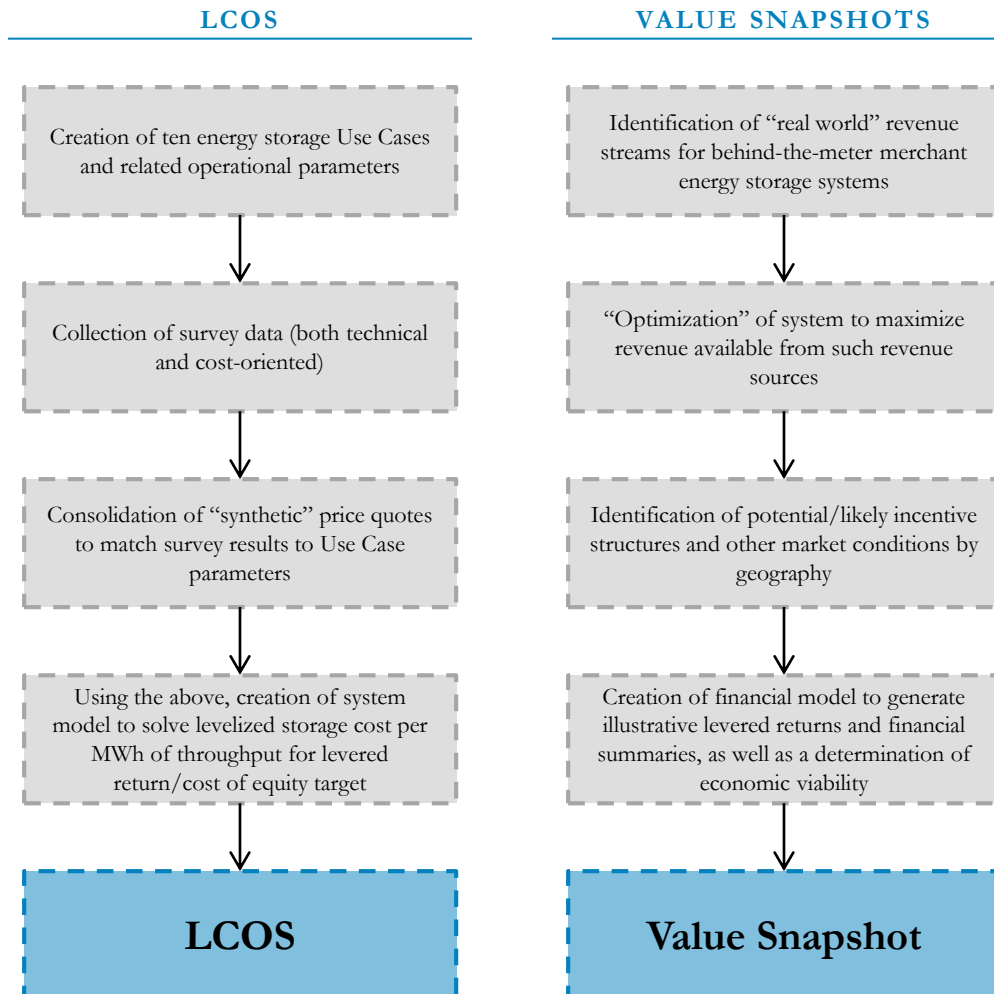 LCOS
Creation of ten energy storage Use Cases
and related operational parameters
Collection of survey data (both technical
and cost-oriented)
Consolidation of “synthetic” price quotes
to match survey results to Use Case
parameters
Using the above, creation of system
model to solve levelized storage cost per
MWh of throughput for levered
return/cost of equity target
LCOS
VALUE SNAPSHOTS
Identification of “real world” revenue
streams for behind-the-meter merchant
energy storage systems
“Optimization” of system to maximize
revenue available from such revenue
sources
Identification of potential/likely incentive
structures and other market conditions by
geography
Creation of financial model to generate
illustrative levered returns and financial
summaries, as well as a determination of
economic viability
Value Snapshot